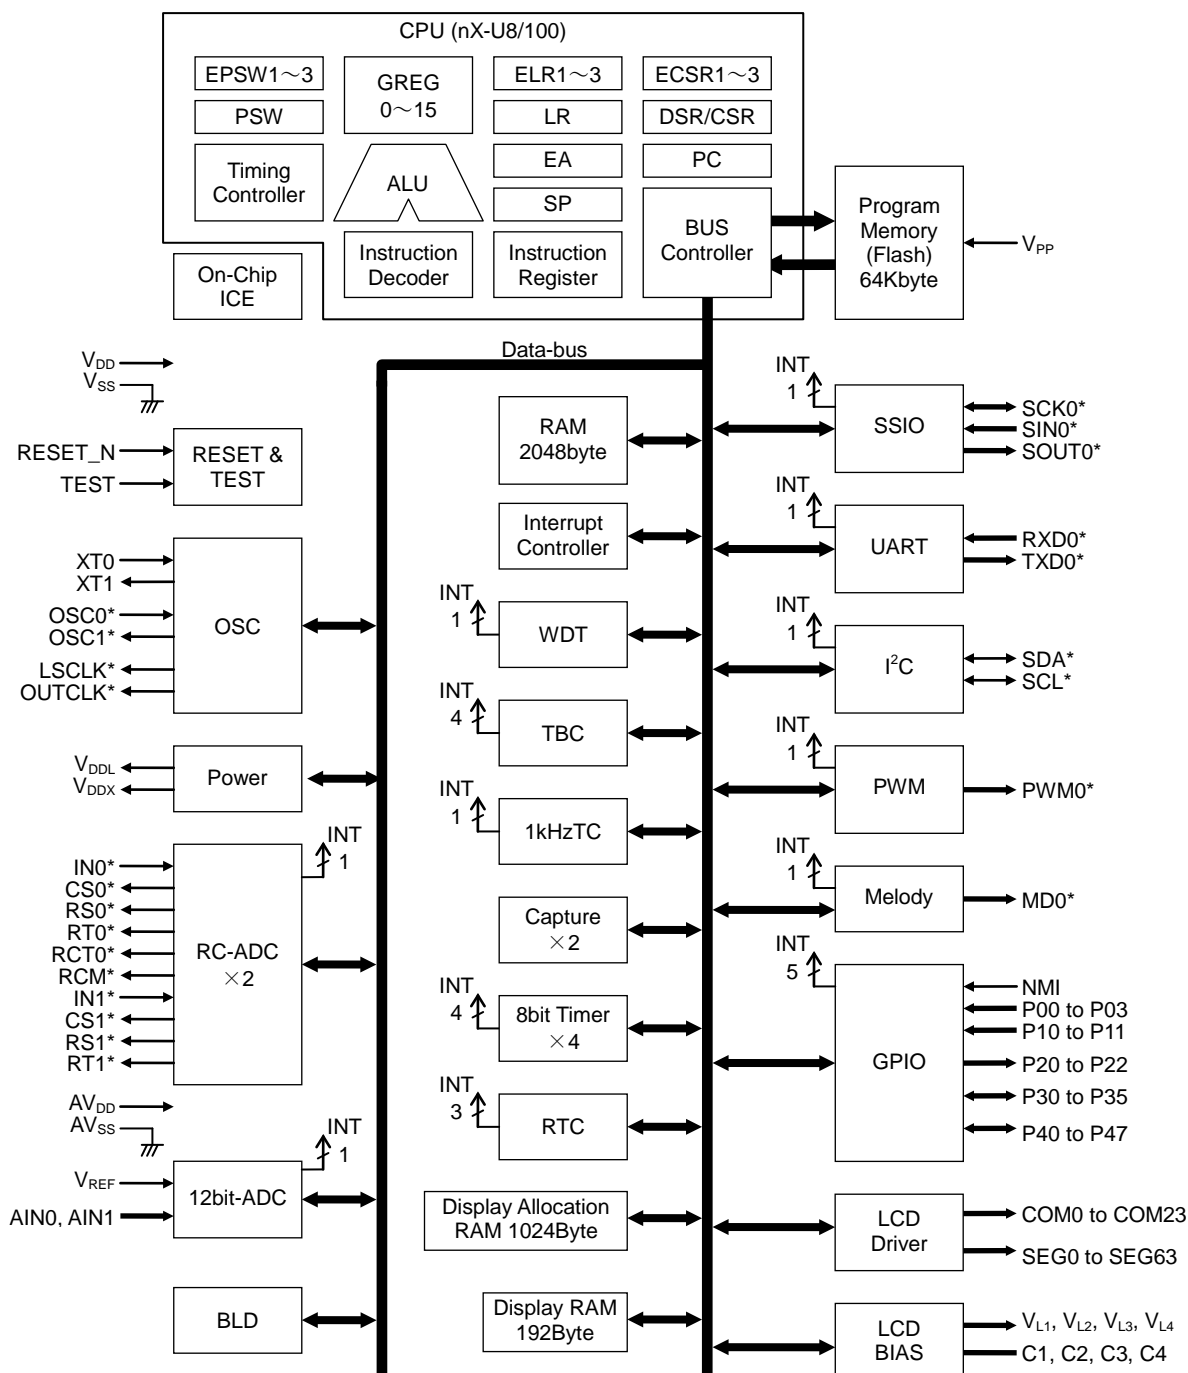 CPU (nX-U8/100)
EPSW1～3
GREG
0～15
ELR1～3
ECSR1～3
PSW
LR
DSR/CSR
Timing
Controller
ALU
EA
PC
SP
BUS
Controller
Program
Memory
(Flash)
64Kbyte
VPP
Instruction
Decoder
Instruction
Register
On-Chip
ICE
Data-bus
VDD
VSS
RESET_N
TEST
RESET &
TEST
XT0
XT1
OSC0*
OSC1*
LSCLK*
OUTCLK*
OSC
VDDL
VDDX
Power
IN0*
CS0*
RS0*
RT0*
RCT0*
RCM*
IN1*
CS1*
RS1*
RT1*
RC-ADC
×2
INT
1
AVDD
AVSS
VREF
AIN0, AIN1
12bit-ADC
INT
1
BLD
RAM
2048byte
Interrupt
Controller
INT
1
WDT
INT
4
TBC
INT
1
1kHzTC
Capture
×2
INT
4
8bit Timer
×4
INT
3
RTC
Display Allocation
RAM 1024Byte
Display RAM
192Byte
INT
1
SSIO
SCK0*
SIN0*
SOUT0*
INT
1
UART
RXD0*
TXD0*
INT
1
I²C
SDA*
SCL*
INT
1
PWM
PWM0*
INT
1
Melody
MD0*
INT
5
GPIO
NMI
P00 to P03
P10 to P11
P20 to P22
P30 to P35
P40 to P47
LCD
Driver
COM0 to COM23
SEG0 to SEG63
LCD
BIAS
VL1, VL2, VL3, VL4
C1, C2, C3, C4